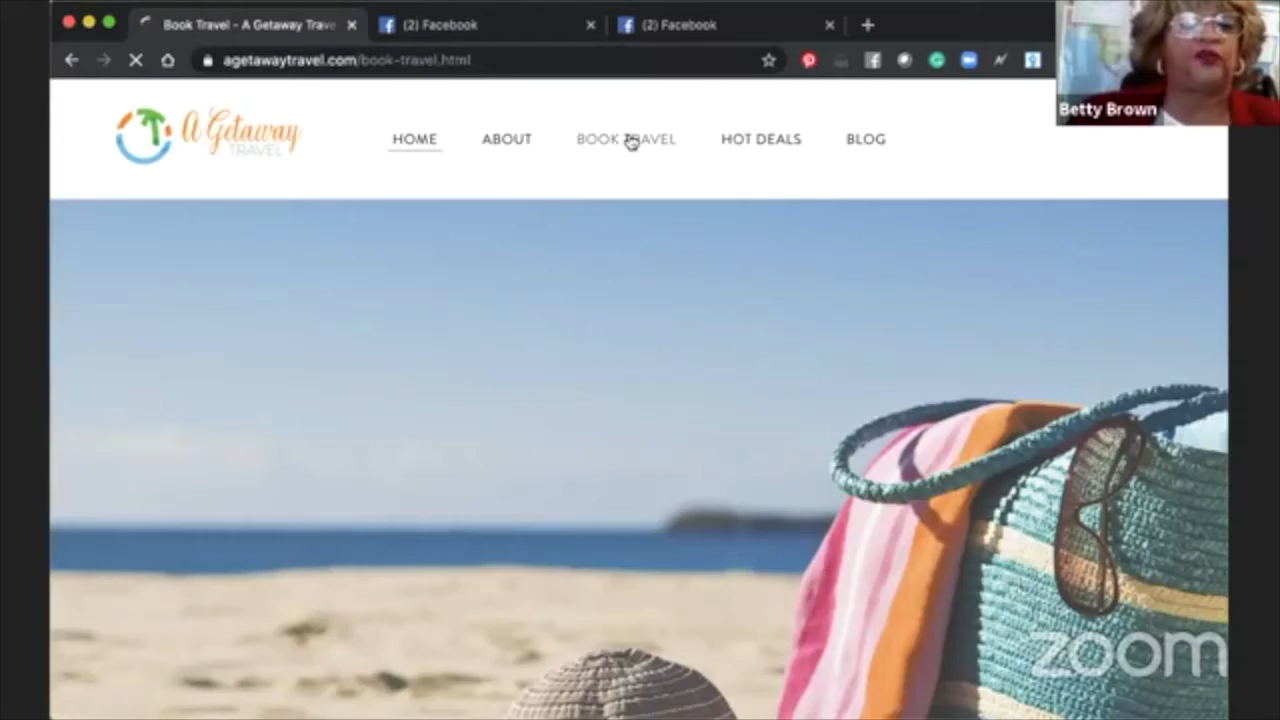 Book Travel - A Getaway Trave
(2) Facebook
(2) Facebook
agetawaytravel.com/book-travel.html
Betty Brown
A Getaway
TRAVEL
HOME
ABOUT
BOOK TRAVEL
HOT DEALS
BLOG
zoom